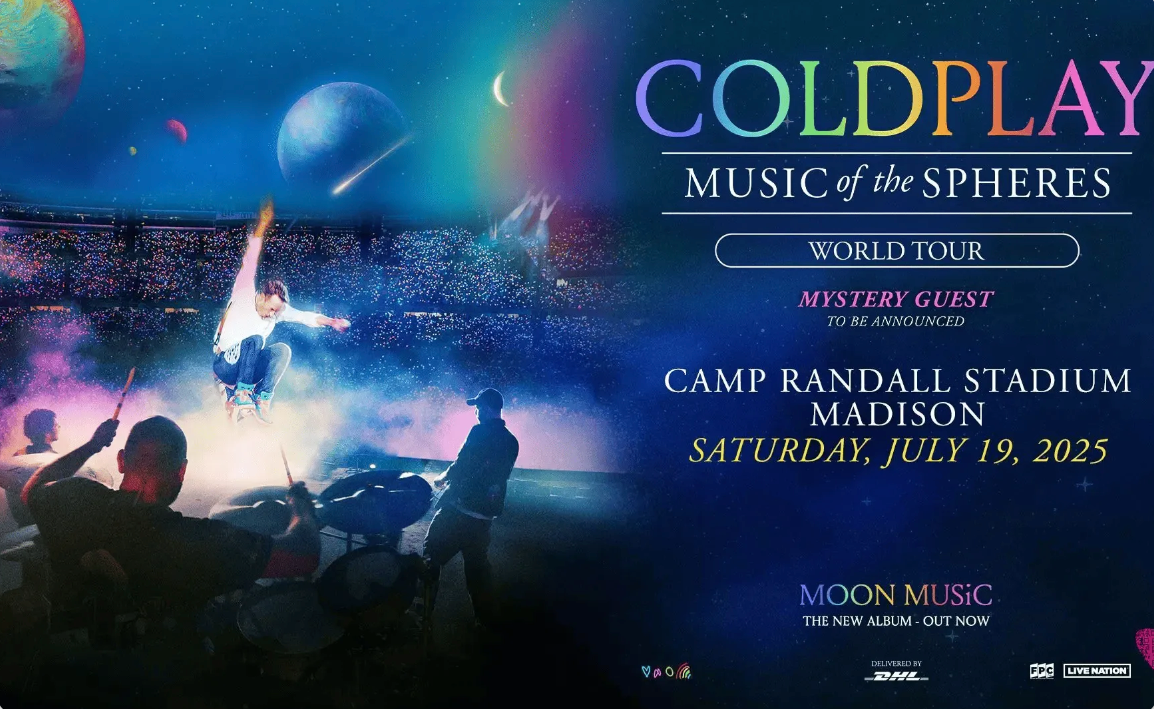 COLDPLAY
MUSIC of the SPHERES
WORLD TOUR
MYSTERY GUEST
TO BE ANNOUNCED
CAMP RANDALL STADIUM
MADISON
SATURDAY, JULY 19, 2025
MOON MUSiC
THE NEW ALBUM - OUT NOW
DELIVERED BY
DHL
FPC
LIVE NATION